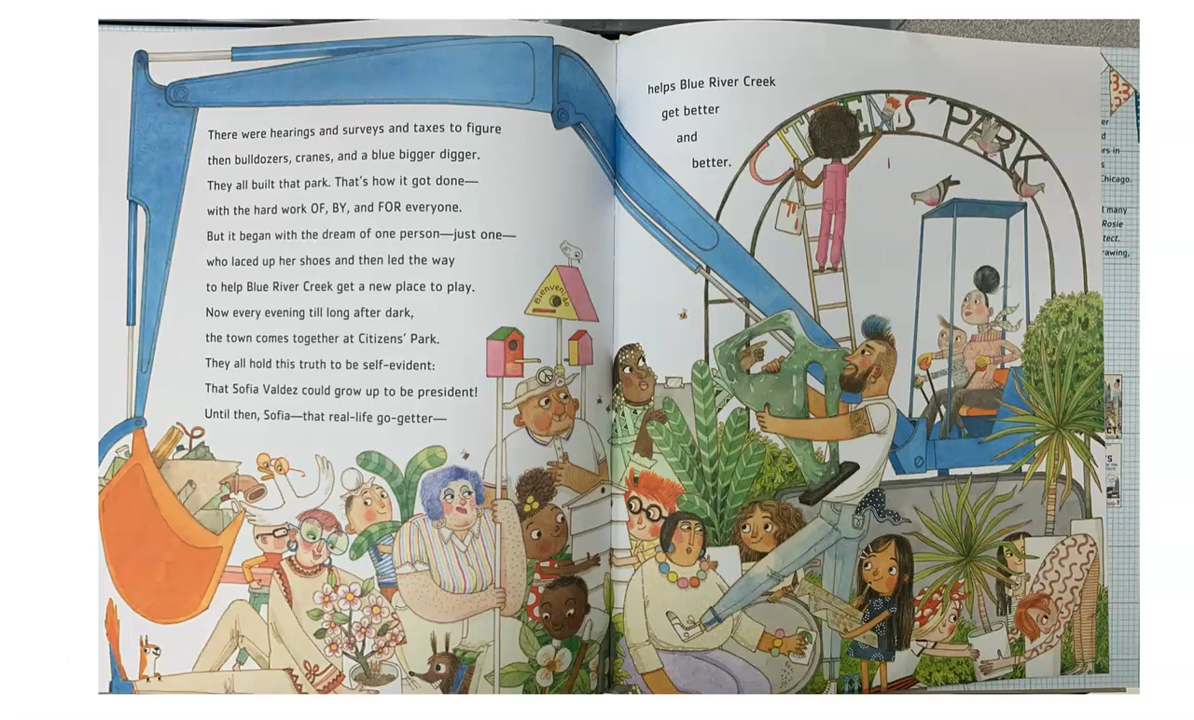 There were hearings and surveys and taxes to figure
then bulldozers, cranes, and a blue bigger digger.
They all built that park. That's how it got done—
with the hard work OF, BY, and FOR everyone.
But it began with the dream of one person—just one—
who laced up her shoes and then led the way
to help Blue River Creek get a new place to play.
Now every evening till long after dark,
the town comes together at Citizens' Park.
They all hold this truth to be self-evident:
That Sofia Valdez could grow up to be president!
Until then, Sofia—that real-life go-getter—
Bienvenido
helps Blue River Creek
get better
and
better.
PARK
Chicago.
many
Rosie